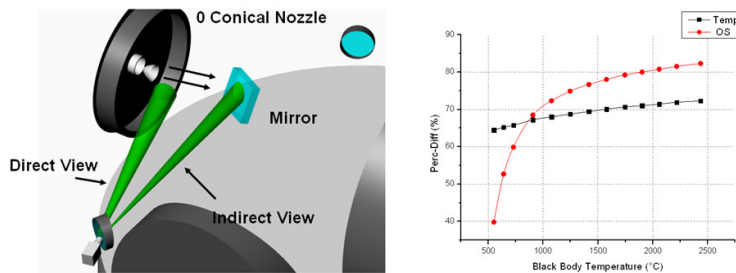 0 Conical Nozzle
Mirror
Direct View
Indirect View
Temp
OS
Perc-Diff (%)
90
80
70
60
50
40
500
1000
1500
2000
2500
Black Body Temperature (°C)